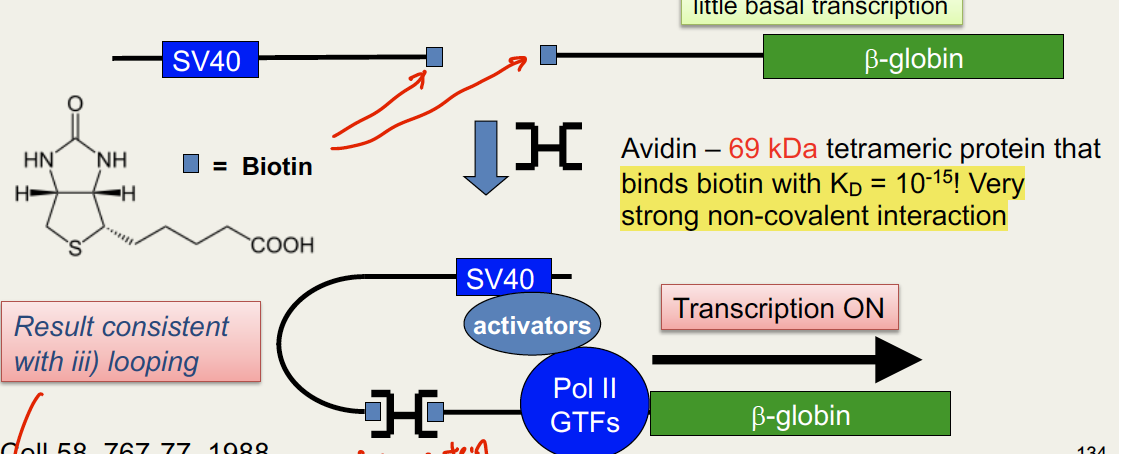 little basal transcription
SV40
β-globin
O
HN
NH
H
H
S
COOH
= Biotin
Avidin – 69 kDa tetrameric protein that
binds biotin with KD = 10-15! Very
strong non-covalent interaction
SV40
activators
Transcription ON
Result consistent
with iii) looping
Pol II
GTFs
β-globin
Cell 58, 767-77, 1988
134